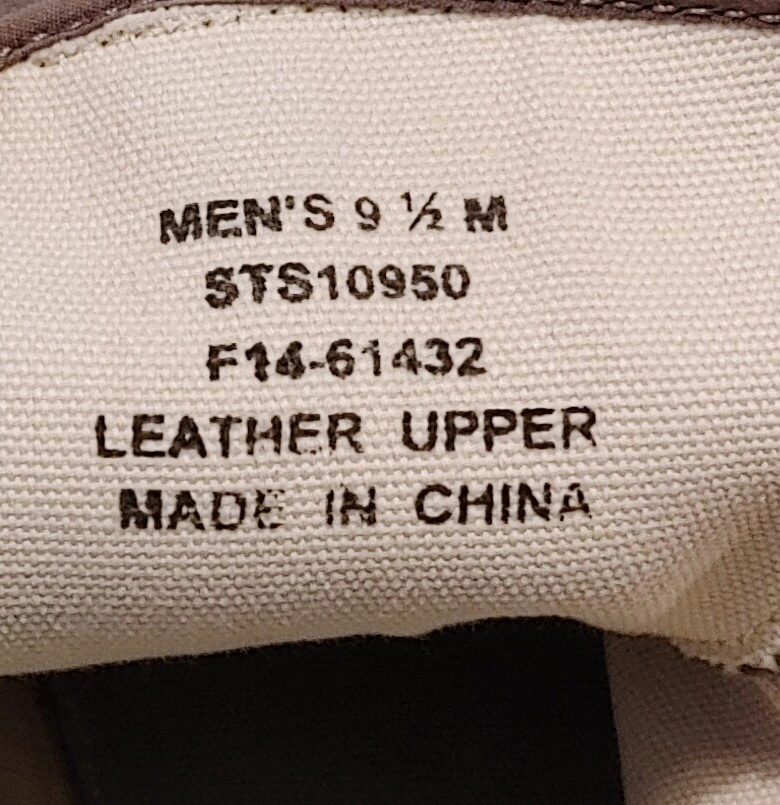 MEN'S 9 ½ M
STS10950
F14-61432
LEATHER UPPER
MADE IN CHINA